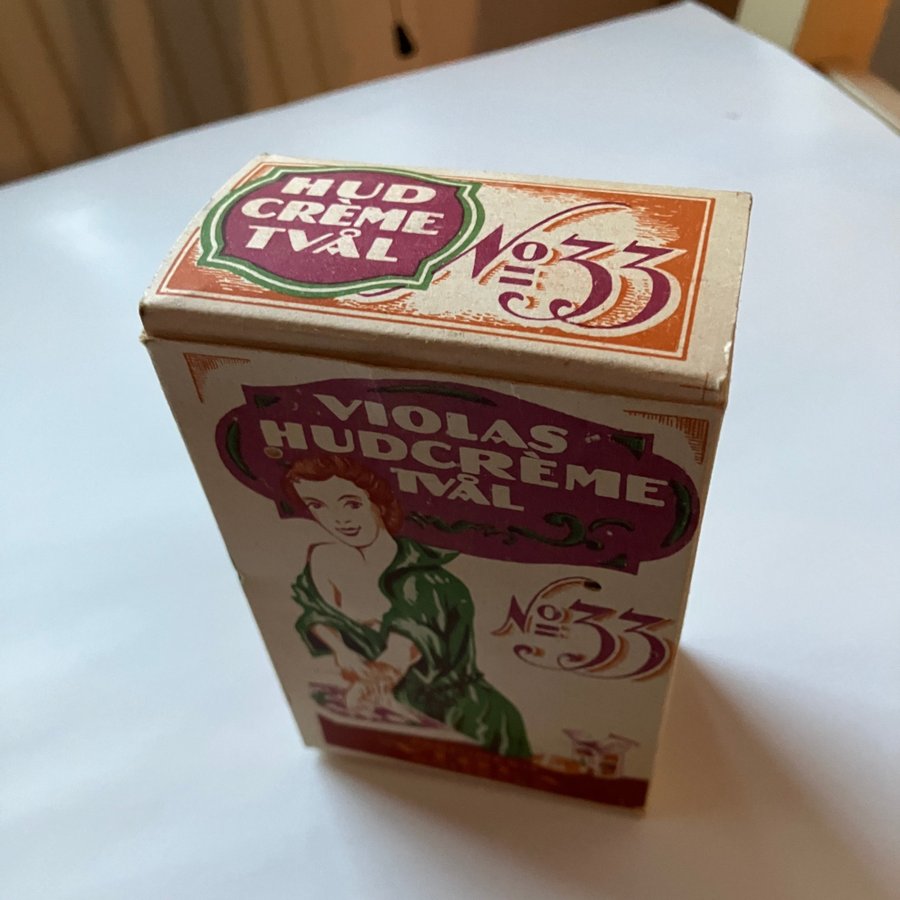 HUD
CRÈME
TVÅL
No 33
VIOLAS
HUDCRÈME
TVÅL
No 33